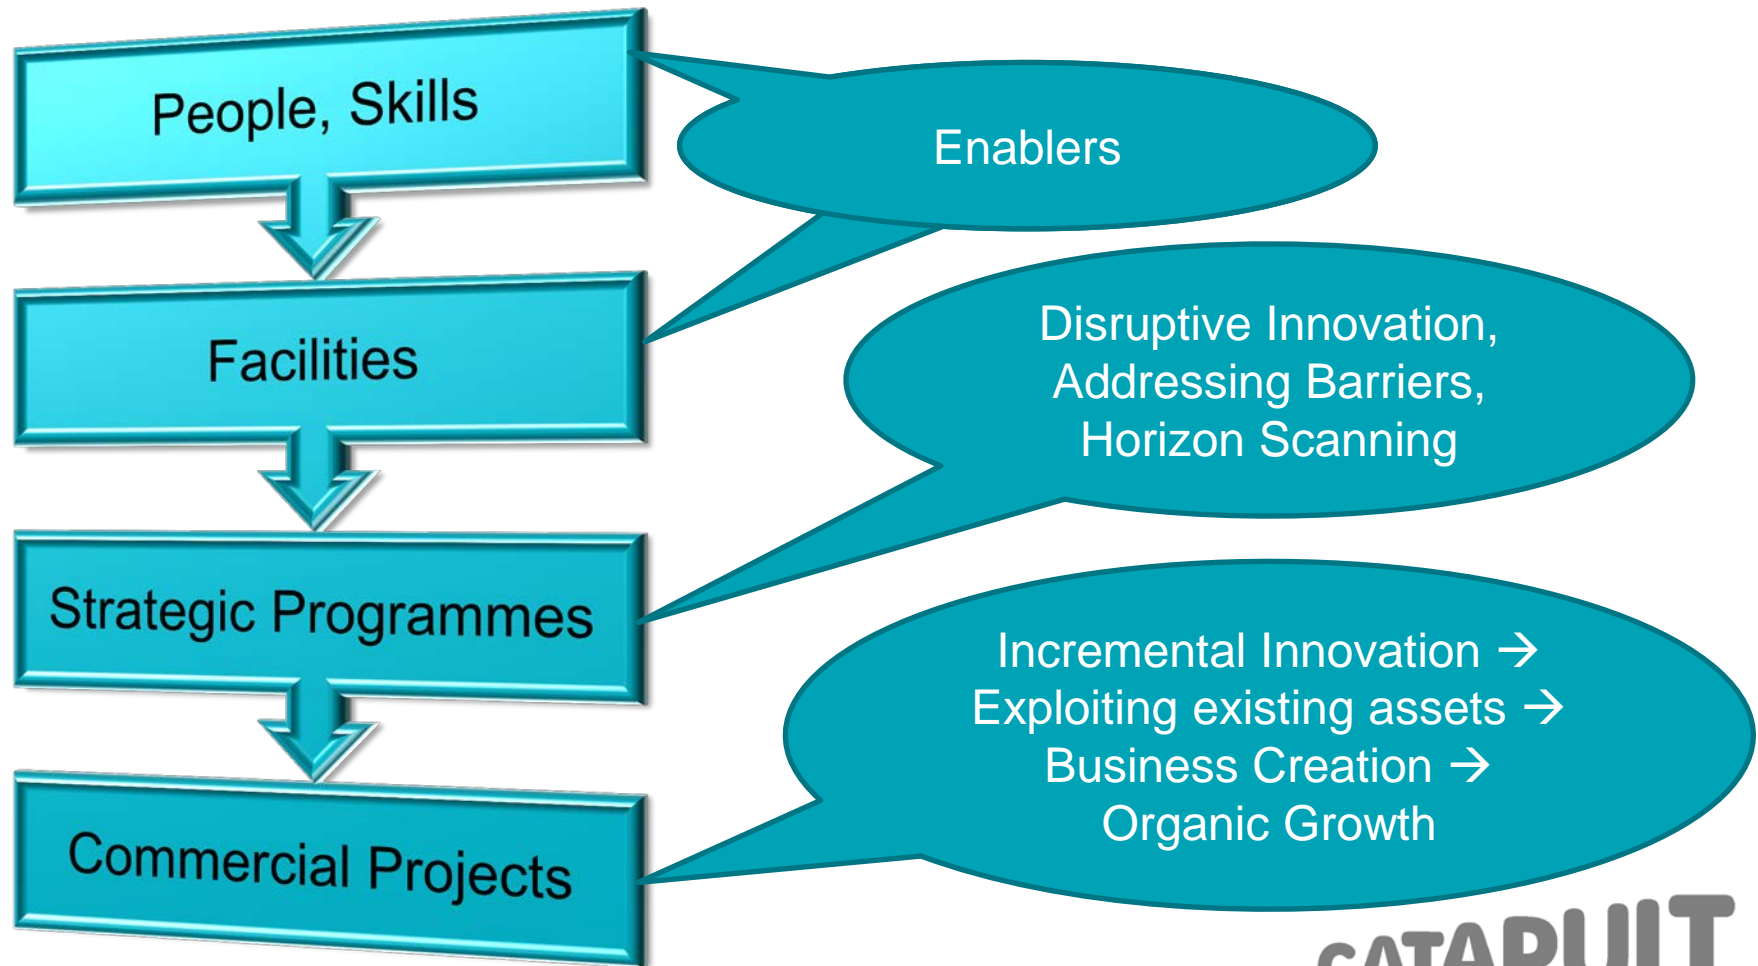 People, Skills
Enablers
Facilities
Disruptive Innovation,
Addressing Barriers,
Horizon Scanning
Strategic Programmes
Incremental Innovation →
Exploiting existing assets →
Business Creation →
Organic Growth
Commercial Projects
CATAPULT